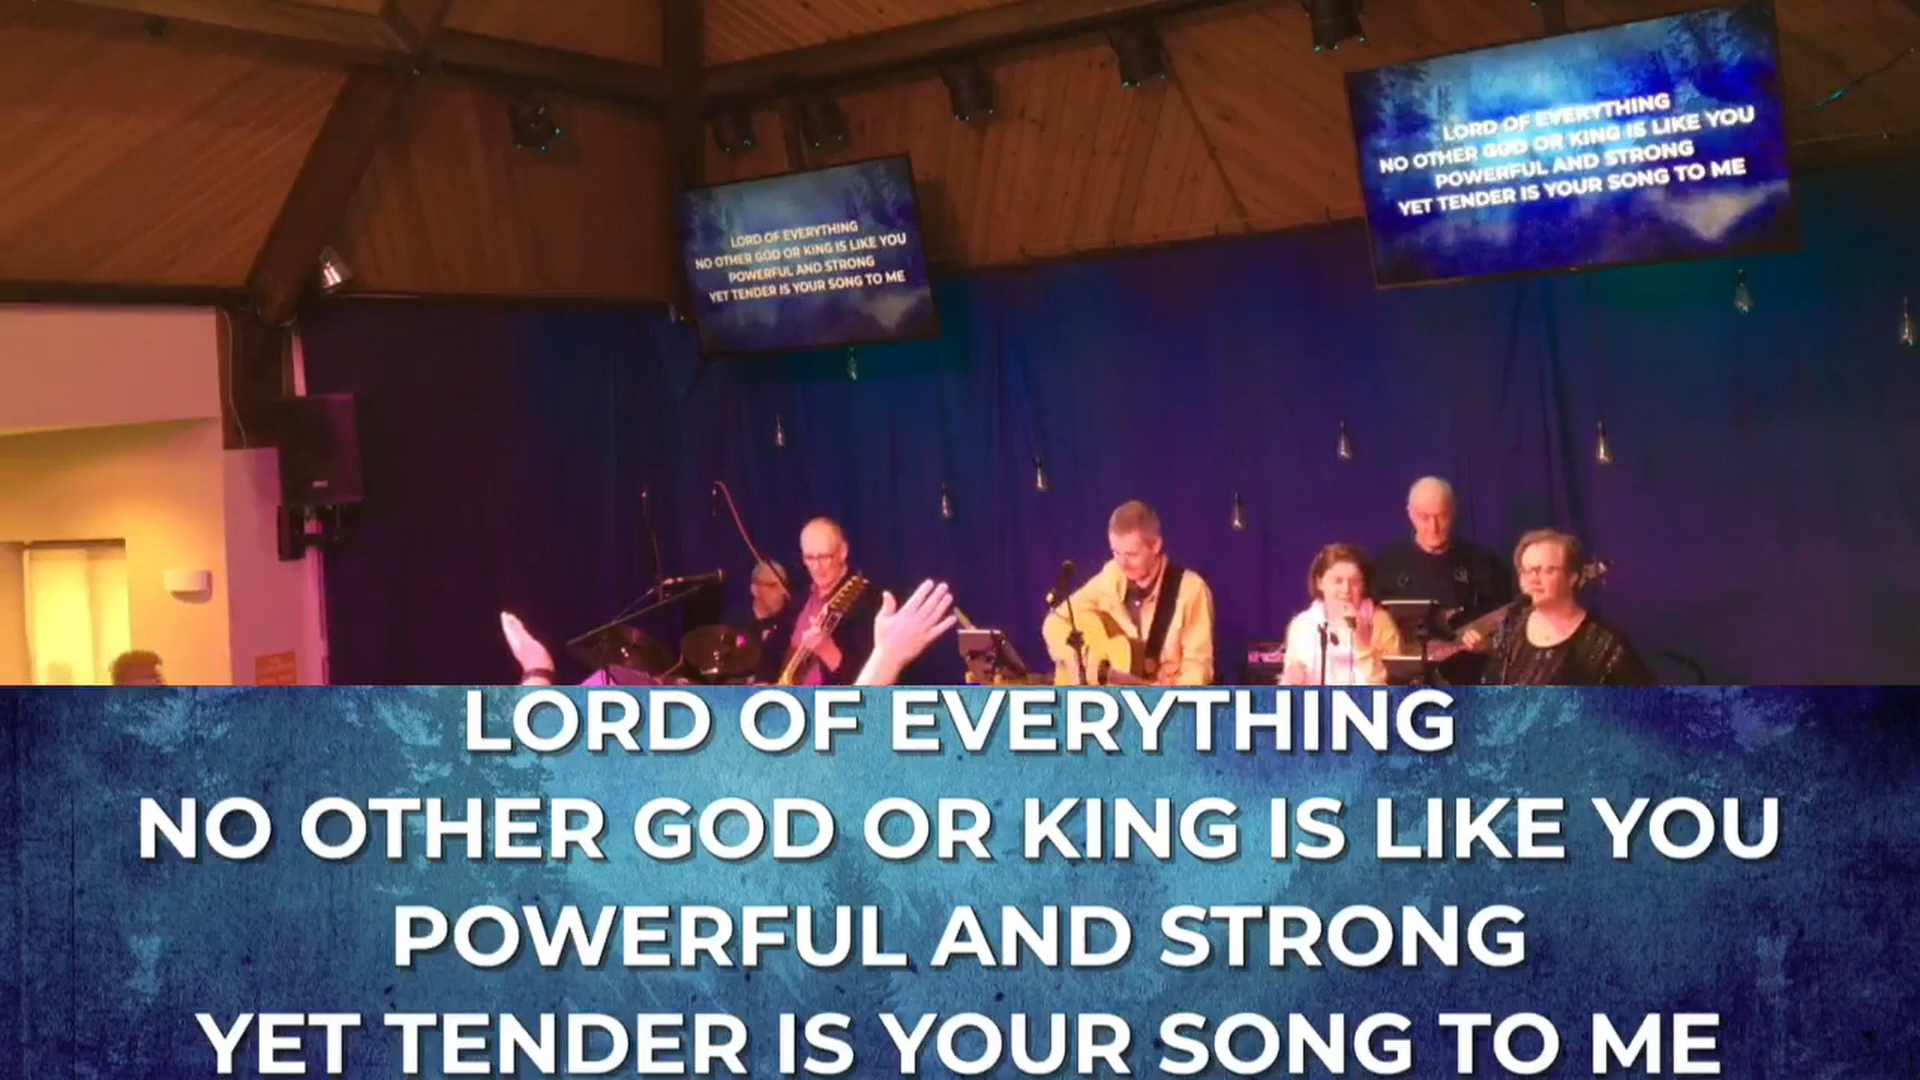 LORD OF EVERYTHING
NO OTHER GOD OR KING IS LIKE YOU
POWERFUL AND STRONG
YET TENDER IS YOUR SONG TO ME
LORD OF EVERYTHING
NO OTHER GOD OR KING IS LIKE YOU
POWERFUL AND STRONG
YET TENDER IS YOUR SONG TO ME
LORD OF EVERYTHING
NO OTHER GOD OR KING IS LIKE YOU
POWERFUL AND STRONG
YET TENDER IS YOUR SONG TO ME